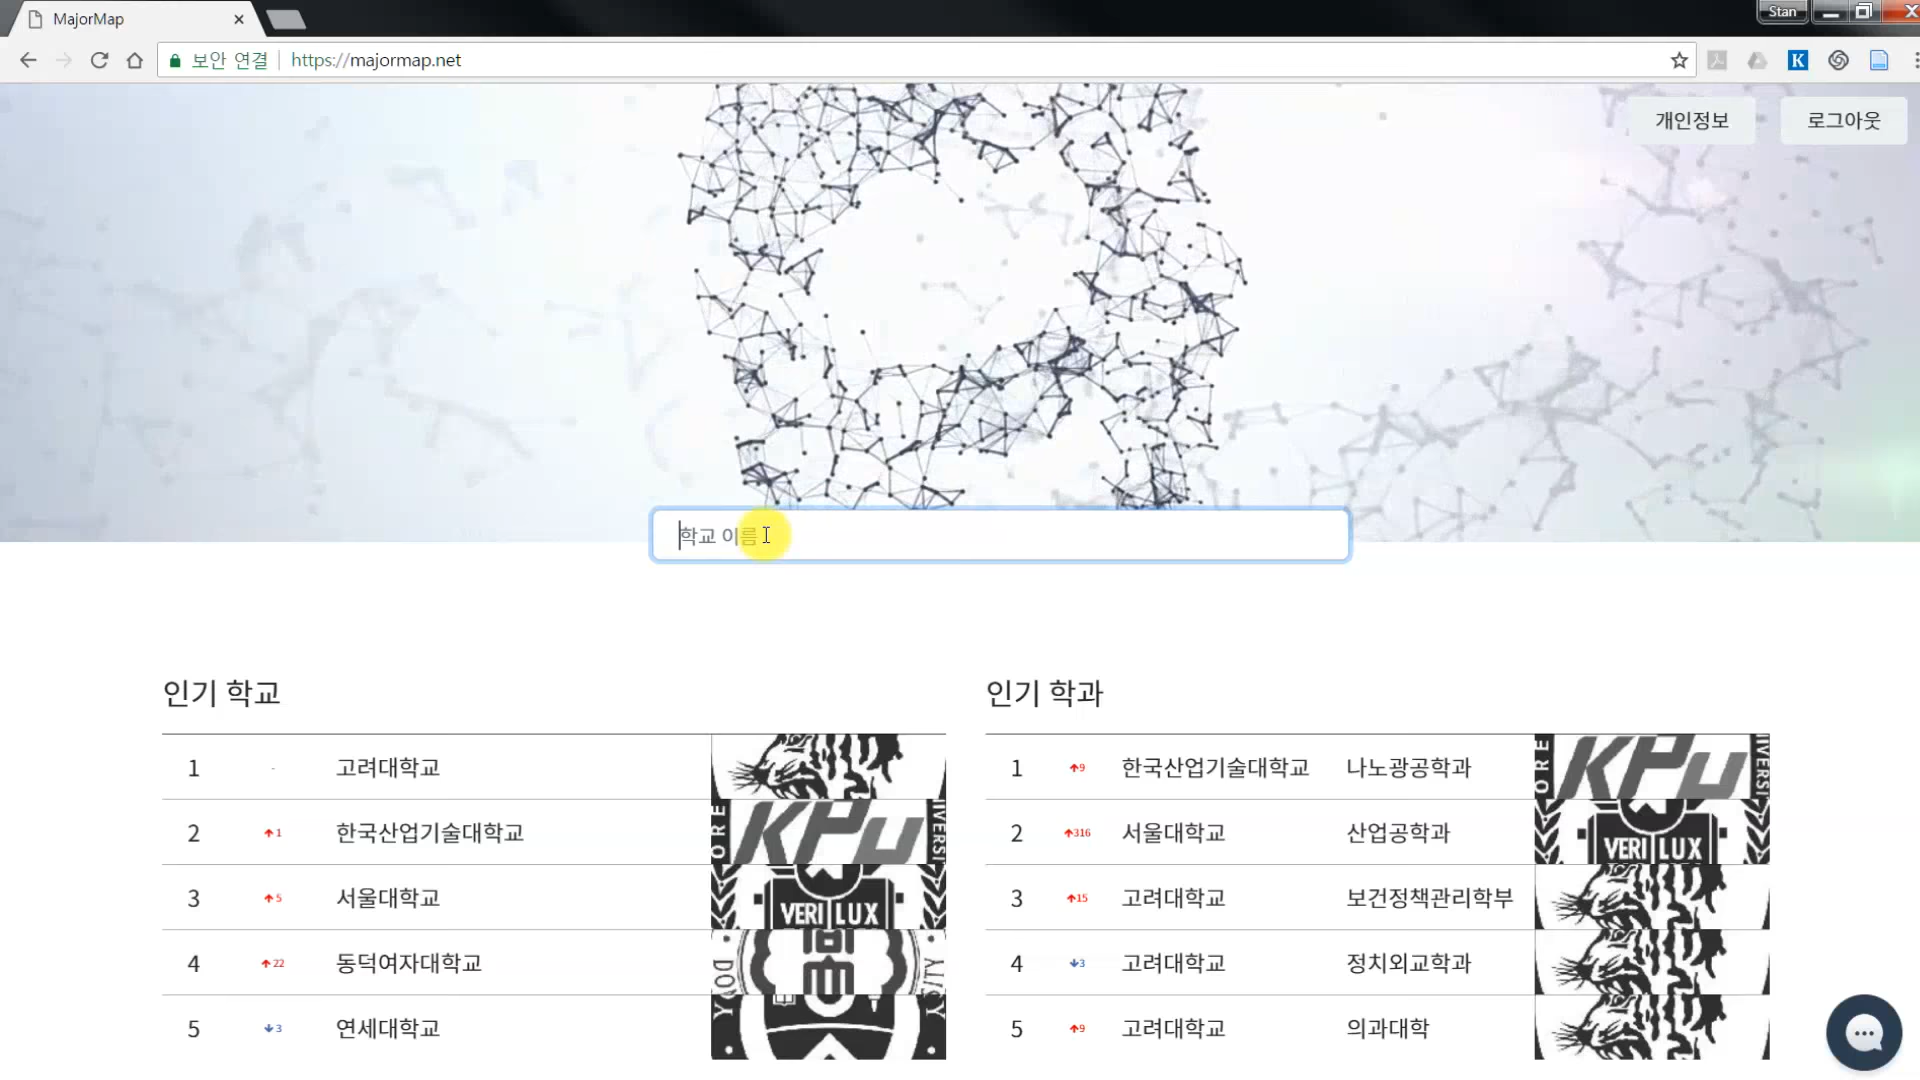 MajorMap
Stan
보안 연결 https://majormap.net
K
개인정보
로그아웃
학교 이름
인기 학교
1 - 고려대학교
2 1 한국산업기술대학교
3 5 서울대학교
4 22 동덕여자대학교
5 3 연세대학교
KPU
VERI LUX
인기 학과
1 9 한국산업기술대학교 나노광공학과
2 316 서울대학교 산업공학과
3 15 고려대학교 보건정책관리학부
4 3 고려대학교 정치외교학과
5 9 고려대학교 의과대학
KPU
VERI LUX